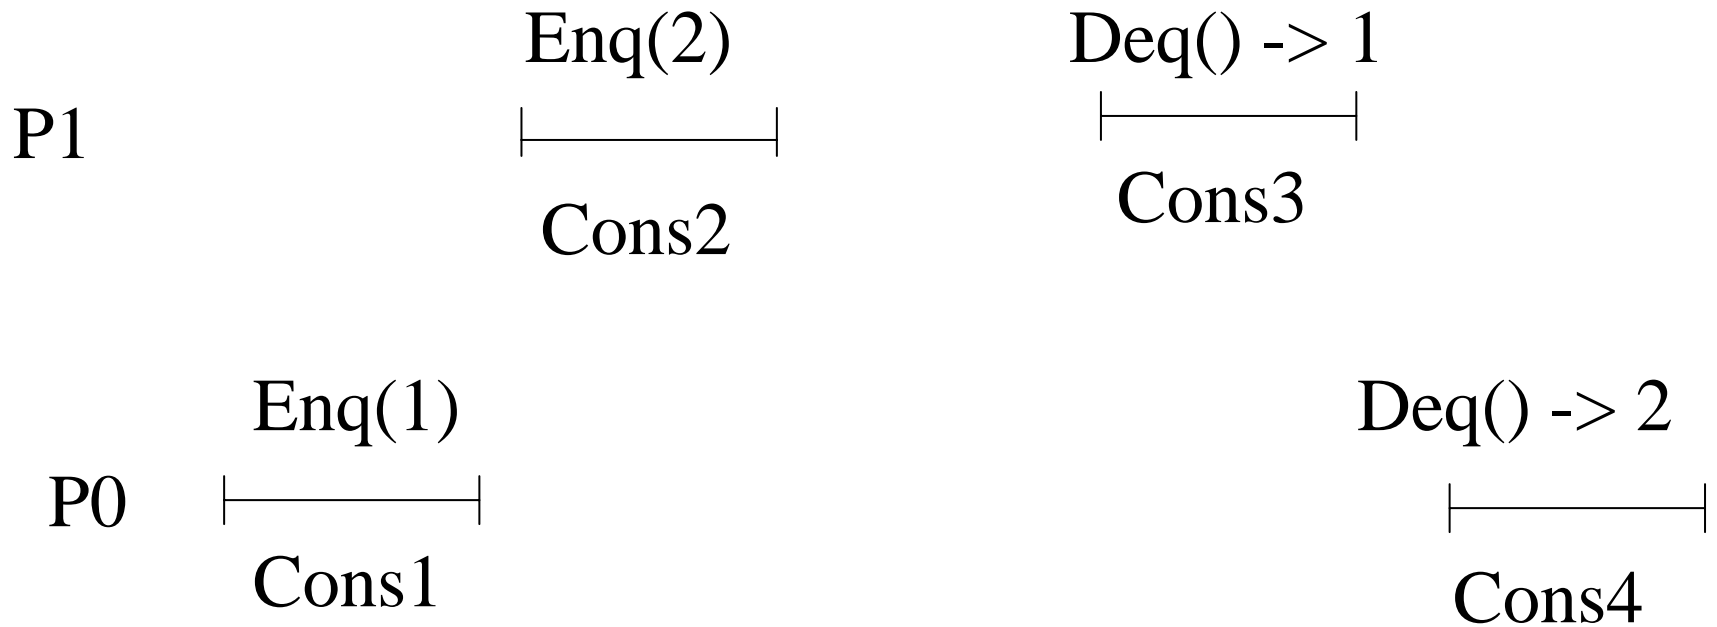 Enq(2) Deq() -> 1
P1
Cons2 Cons3
Enq(1) Deq() -> 2
P0
Cons1 Cons4